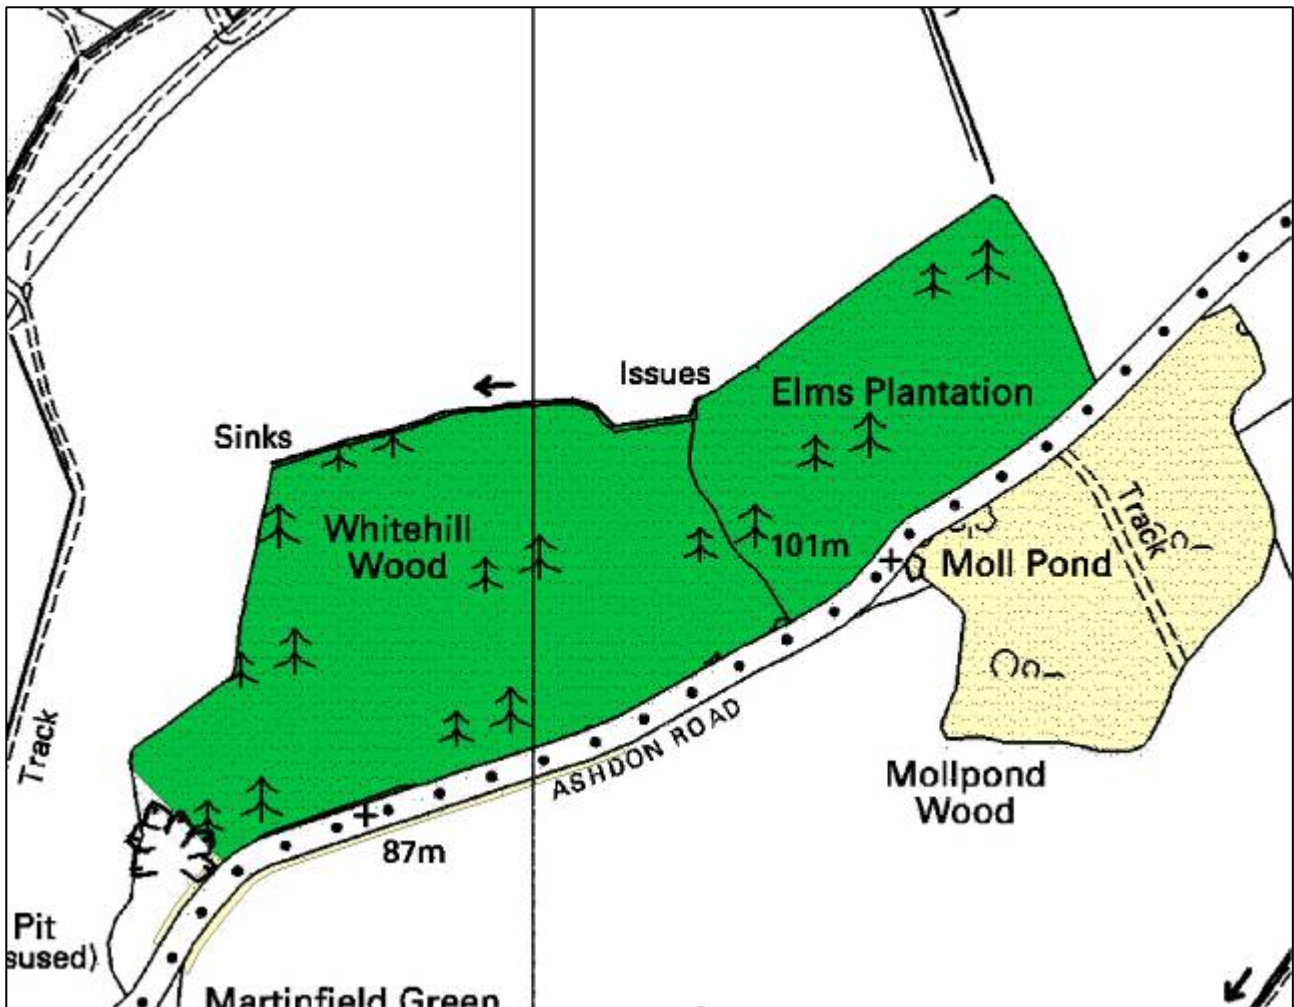 Issues
Elms Plantation
Sinks
Whitehill
Wood
Track
101m
Moll Pond
Track
ASHDON ROAD
Mollpond
Wood
87m
Pit
sused)
Martinfield Green